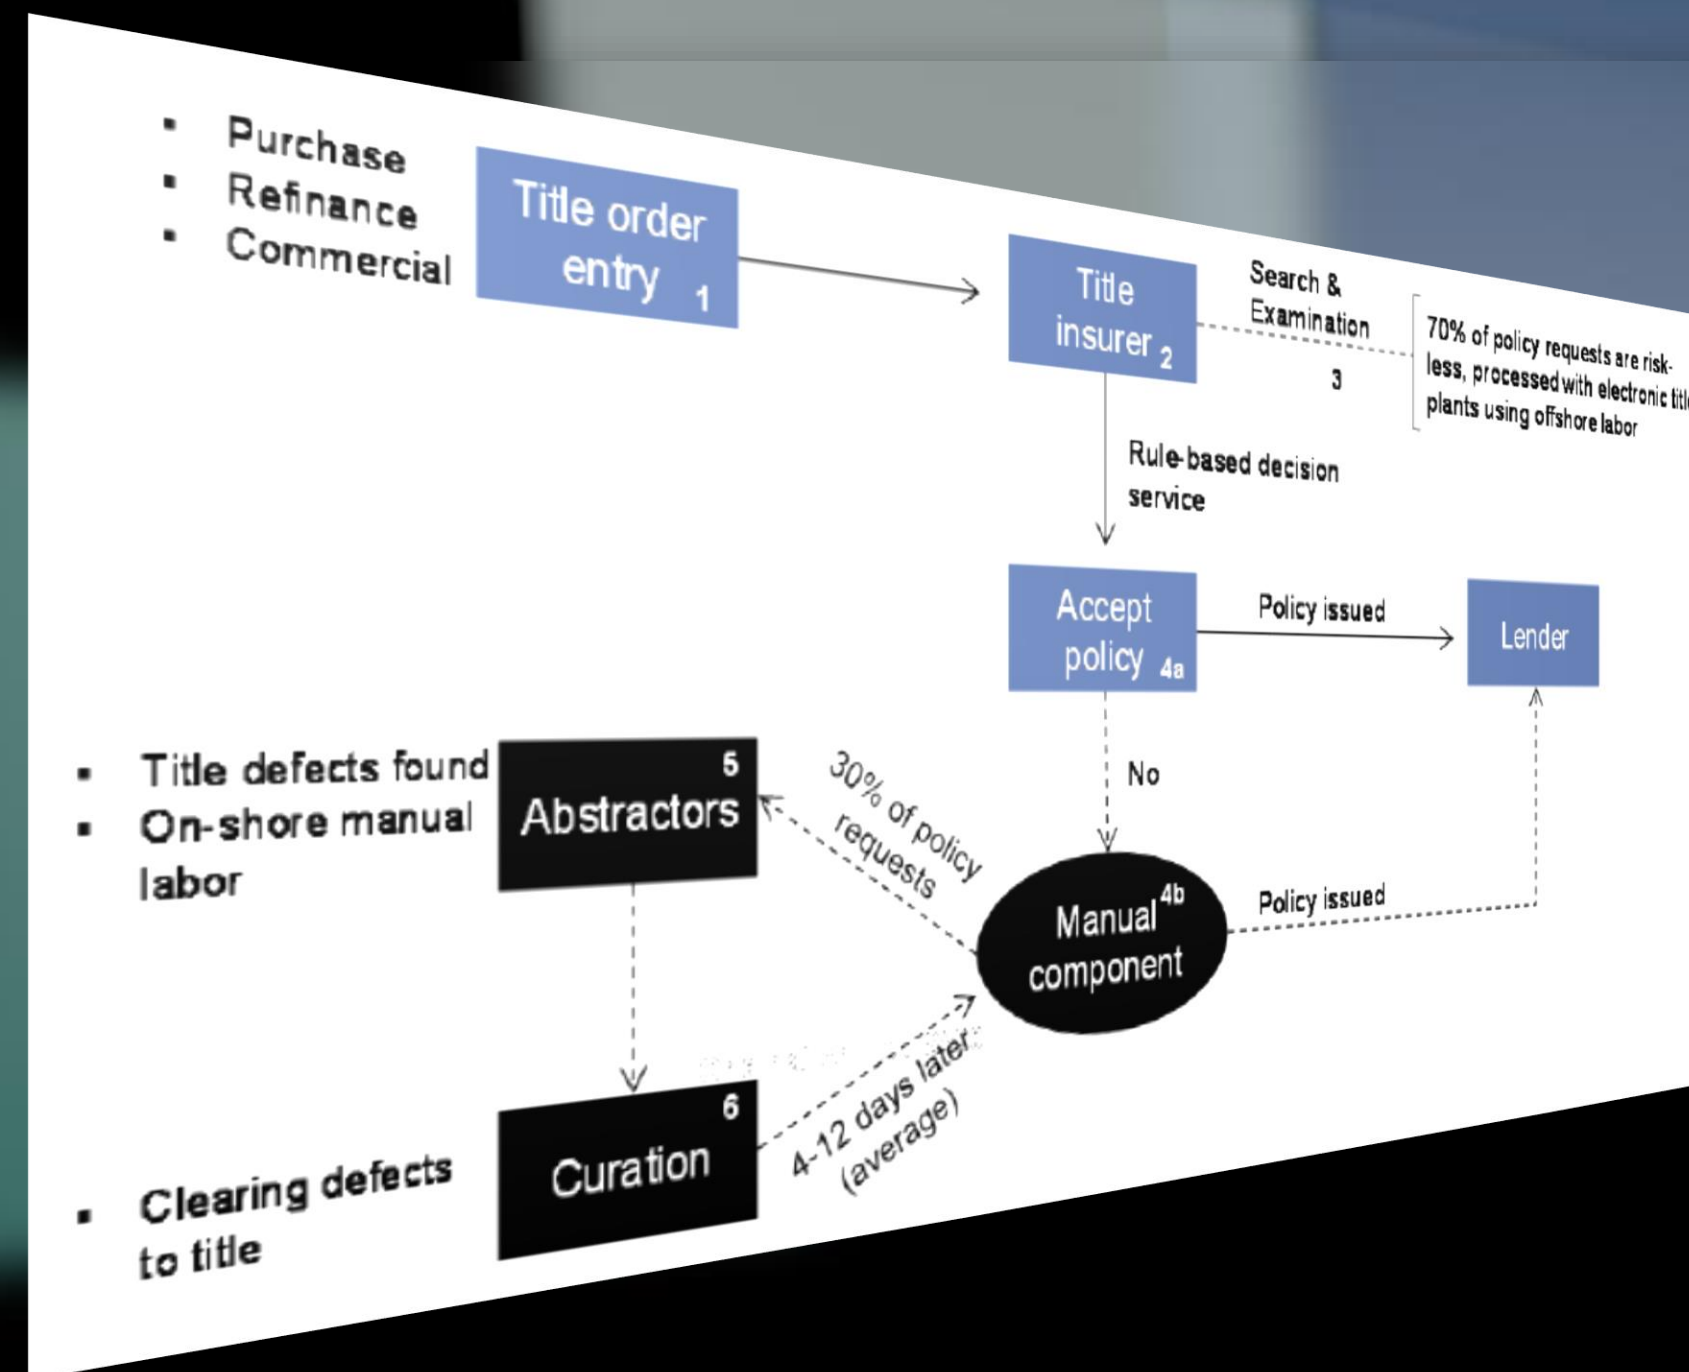 ▪ Purchase
▪ Refinance
▪ Commercial
Title order
entry 1
Title
insurer 2
Search &
Examination
3
70% of policy requests are risk-
less, processed with electronic
plants using offshore labor
Rule-based decision
service
Accept
policy 4a
Policy issued
Lender
No
▪ Title defects found
▪ On-shore manual
labor
5
Abstractors
30% of policy
requests
Manual 4b
component
Policy issued
6
Curation
4-12 days later
(average)
▪ Clearing defects
to title